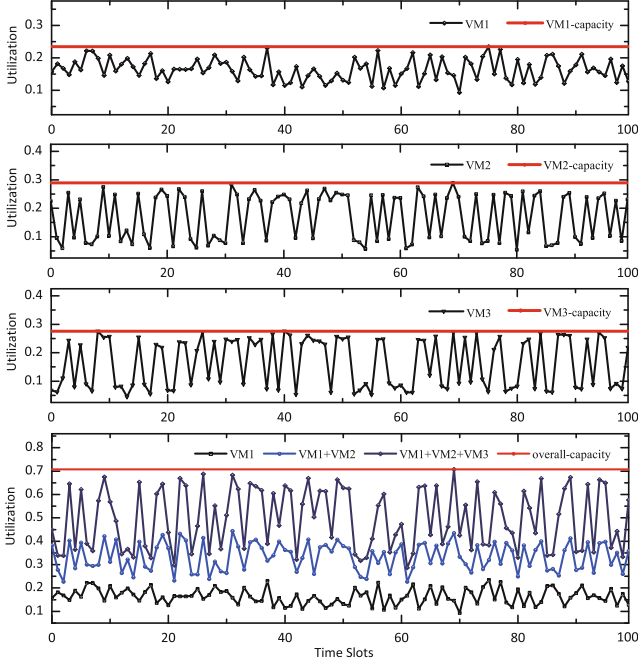 VM1 VM1-capacity
Utilization
0.3
0.2
0.1
0 20 40 60 80 100
VM2 VM2-capacity
Utilization
0.4
0.3
0.2
0.1
0 20 40 60 80 100
VM3 VM3-capacity
Utilization
0.4
0.3
0.2
0.1
0 20 40 60 80 100
VM1 VM1+VM2 VM1+VM2+VM3 overall-capacity
Utilization
0.8
0.7
0.6
0.5
0.4
0.3
0.2
0.1
0 20 40 60 80 100
Time Slots